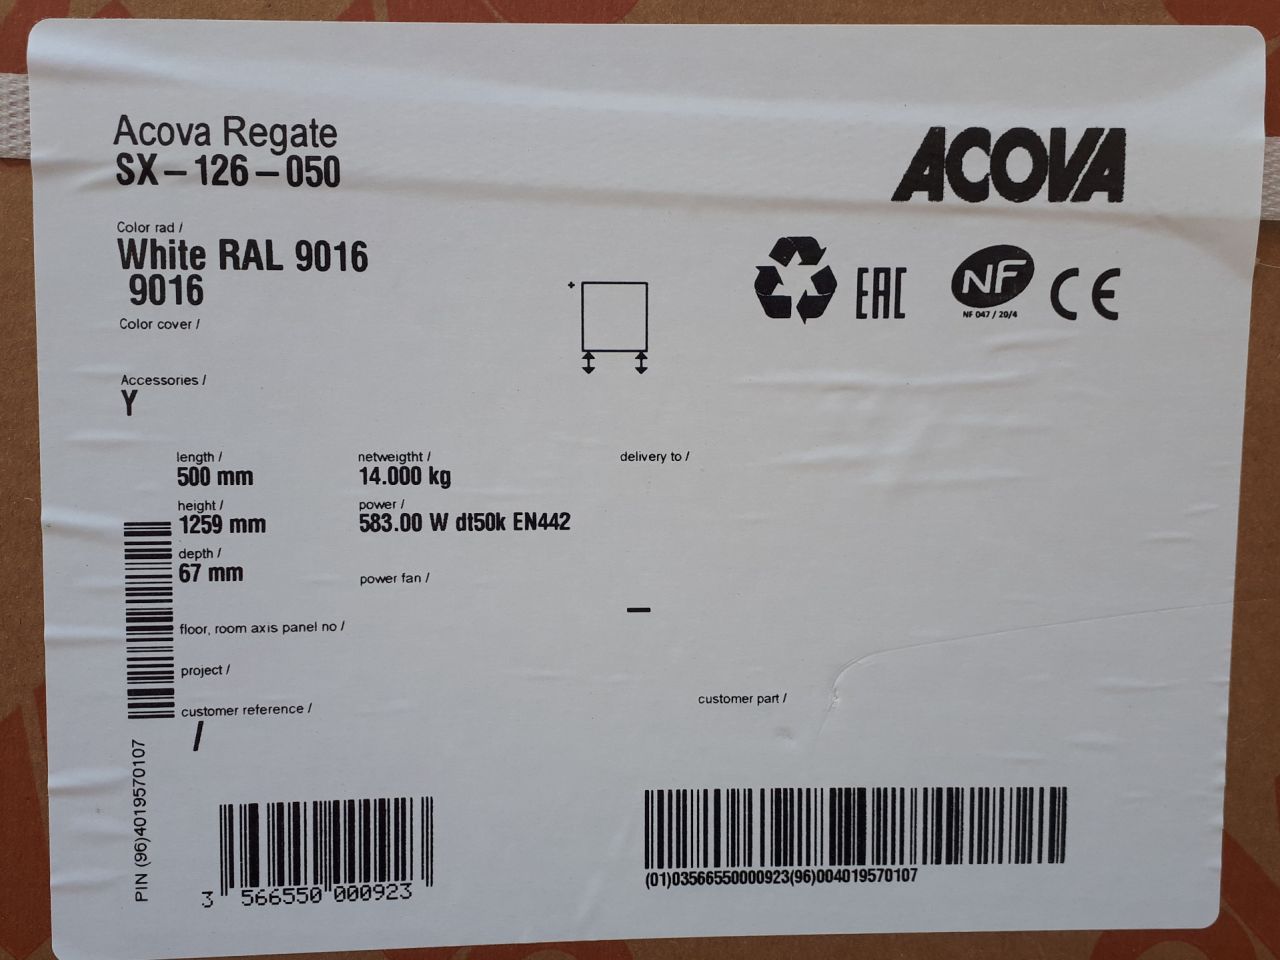 Acova Regate
SX-126-050
ACOVA
Color rad /
White RAL 9016
9016
Color cover /
EAC
NF
NF 047 / 20/4
CE
Accessories /
Y
length /
500 mm
netweigtht /
14.000 kg
delivery to /
height /
1259 mm
power /
583.00 W dt50k EN442
depth /
67 mm
power fan /
–
floor, room axis panel no /
project /
customer reference /
/
customer part /
PIN (96)4019570107
3 566550 000923
(01)03566550000923(96)004019570107